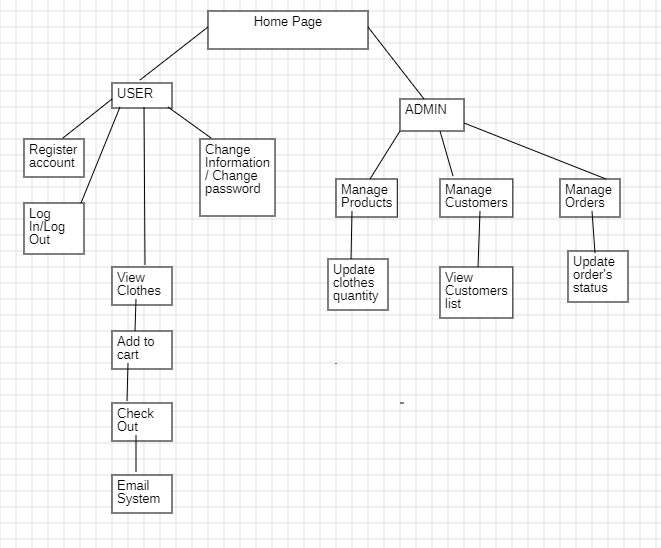 Home Page
USER
ADMIN
Register
account
Change
Information
/ Change
password
Log
In/Log
Out
Manage
Products
Manage
Customers
Manage
Orders
View
Clothes
Update
clothes
quantity
View
Customers
list
Update
order's
status
Add to
cart
Check
Out
Email
System